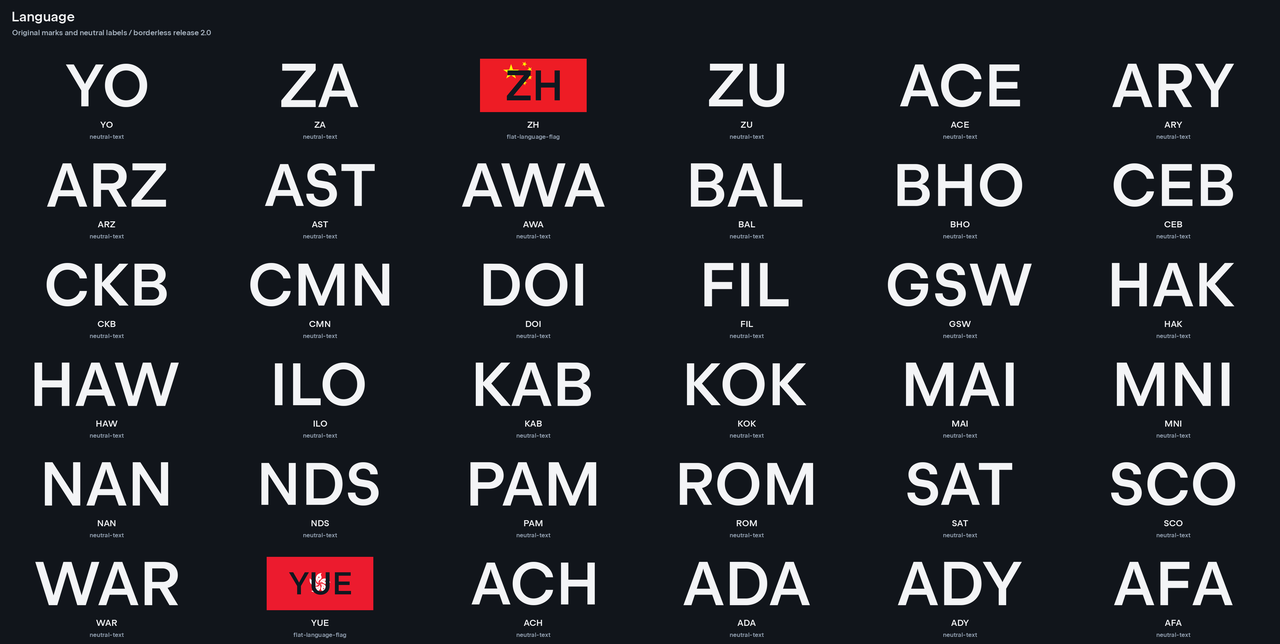 Language
Original marks and neutral labels / borderless release 2.0
YO ZA ZH ZU ACE ARY
YO ZA ZH ZU ACE ARY
neutral-text neutral-text flat-language-flag neutral-text neutral-text neutral-text
ARZ AST AWA BAL BHO CEB
ARZ AST AWA BAL BHO CEB
neutral-text neutral-text neutral-text neutral-text neutral-text neutral-text
CKB CMN DOI FIL GSW HAK
CKB CMN DOI FIL GSW HAK
neutral-text neutral-text neutral-text neutral-text neutral-text neutral-text
HAW ILO KAB KOK MAI MNI
HAW ILO KAB KOK MAI MNI
neutral-text neutral-text neutral-text neutral-text neutral-text neutral-text
NAN NDS PAM ROM SAT SCO
NAN NDS PAM ROM SAT SCO
neutral-text neutral-text neutral-text neutral-text neutral-text neutral-text
WAR YUE ACH ADA ADY AFA
WAR YUE ACH ADA ADY AFA
neutral-text flat-language-flag neutral-text neutral-text neutral-text neutral-text